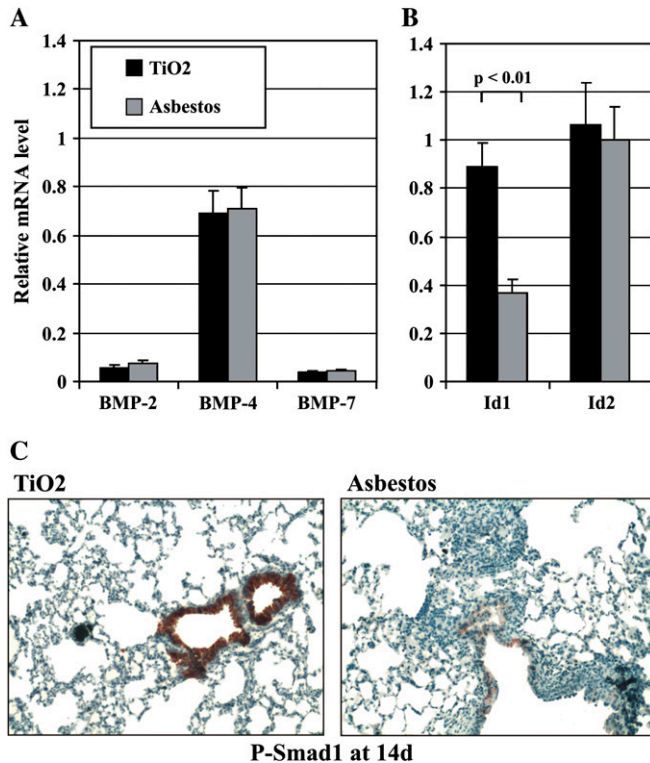 A
B
Relative mRNA level
1.4
1.2
1
0.8
0.6
0.4
0.2
0
TiO2
Asbestos
BMP-2 BMP-4 BMP-7
1.4
1.2
1
0.8
0.6
0.4
0.2
0
p < 0.01
Id1 Id2
C
TiO2 Asbestos
P-Smad1 at 14d